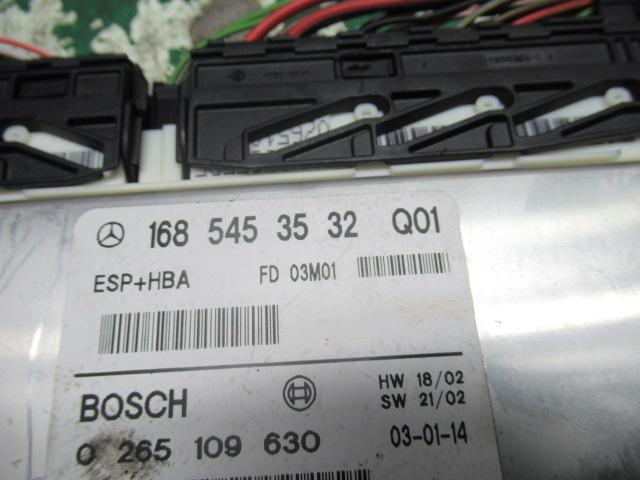 168 545 35 32 Q01
ESP+HBA FD 03M01
BOSCH HW 18/02
SW 21/02
0 265 109 630 03-01-14